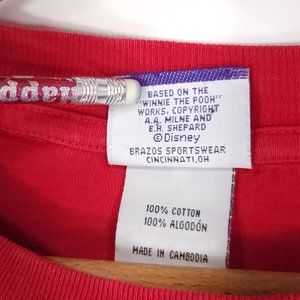 BASED ON THE
"WINNIE THE POOH"
WORKS, COPYRIGHT
A.A. MILNE AND
E.H. SHEPARD
©Disney
BRAZOS SPORTSWEAR
CINCINNATI, OH
100% COTTON
100% ALGODÓN
MADE IN CAMBODIA